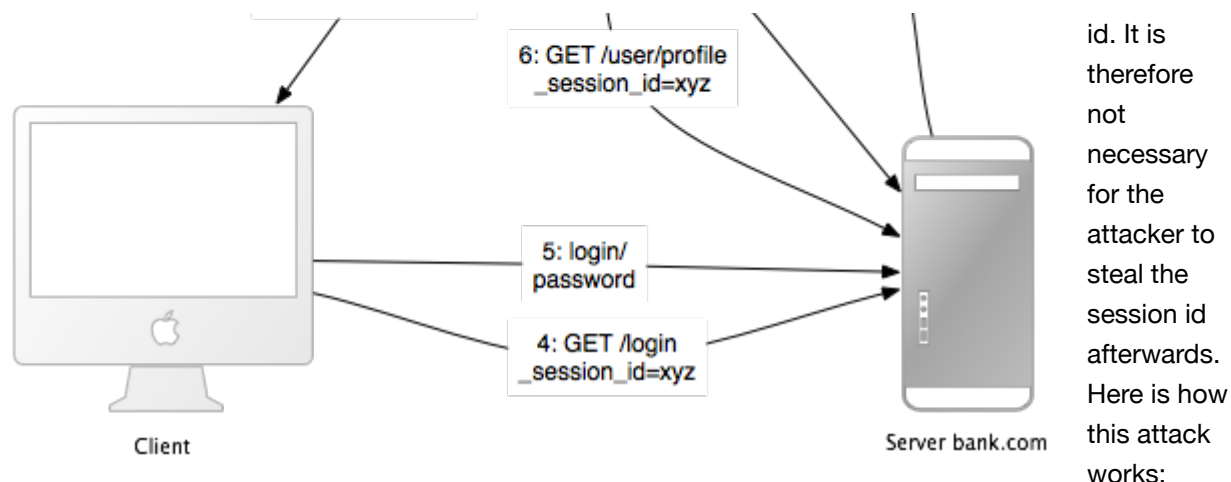 6: GET /user/profile
_session_id=xyz
5: login/
password
4: GET /login
_session_id=xyz
Client
Server bank.com
id. It is
therefore
not
necessary
for the
attacker to
steal the
session id
afterwards.
Here is how
this attack
works: